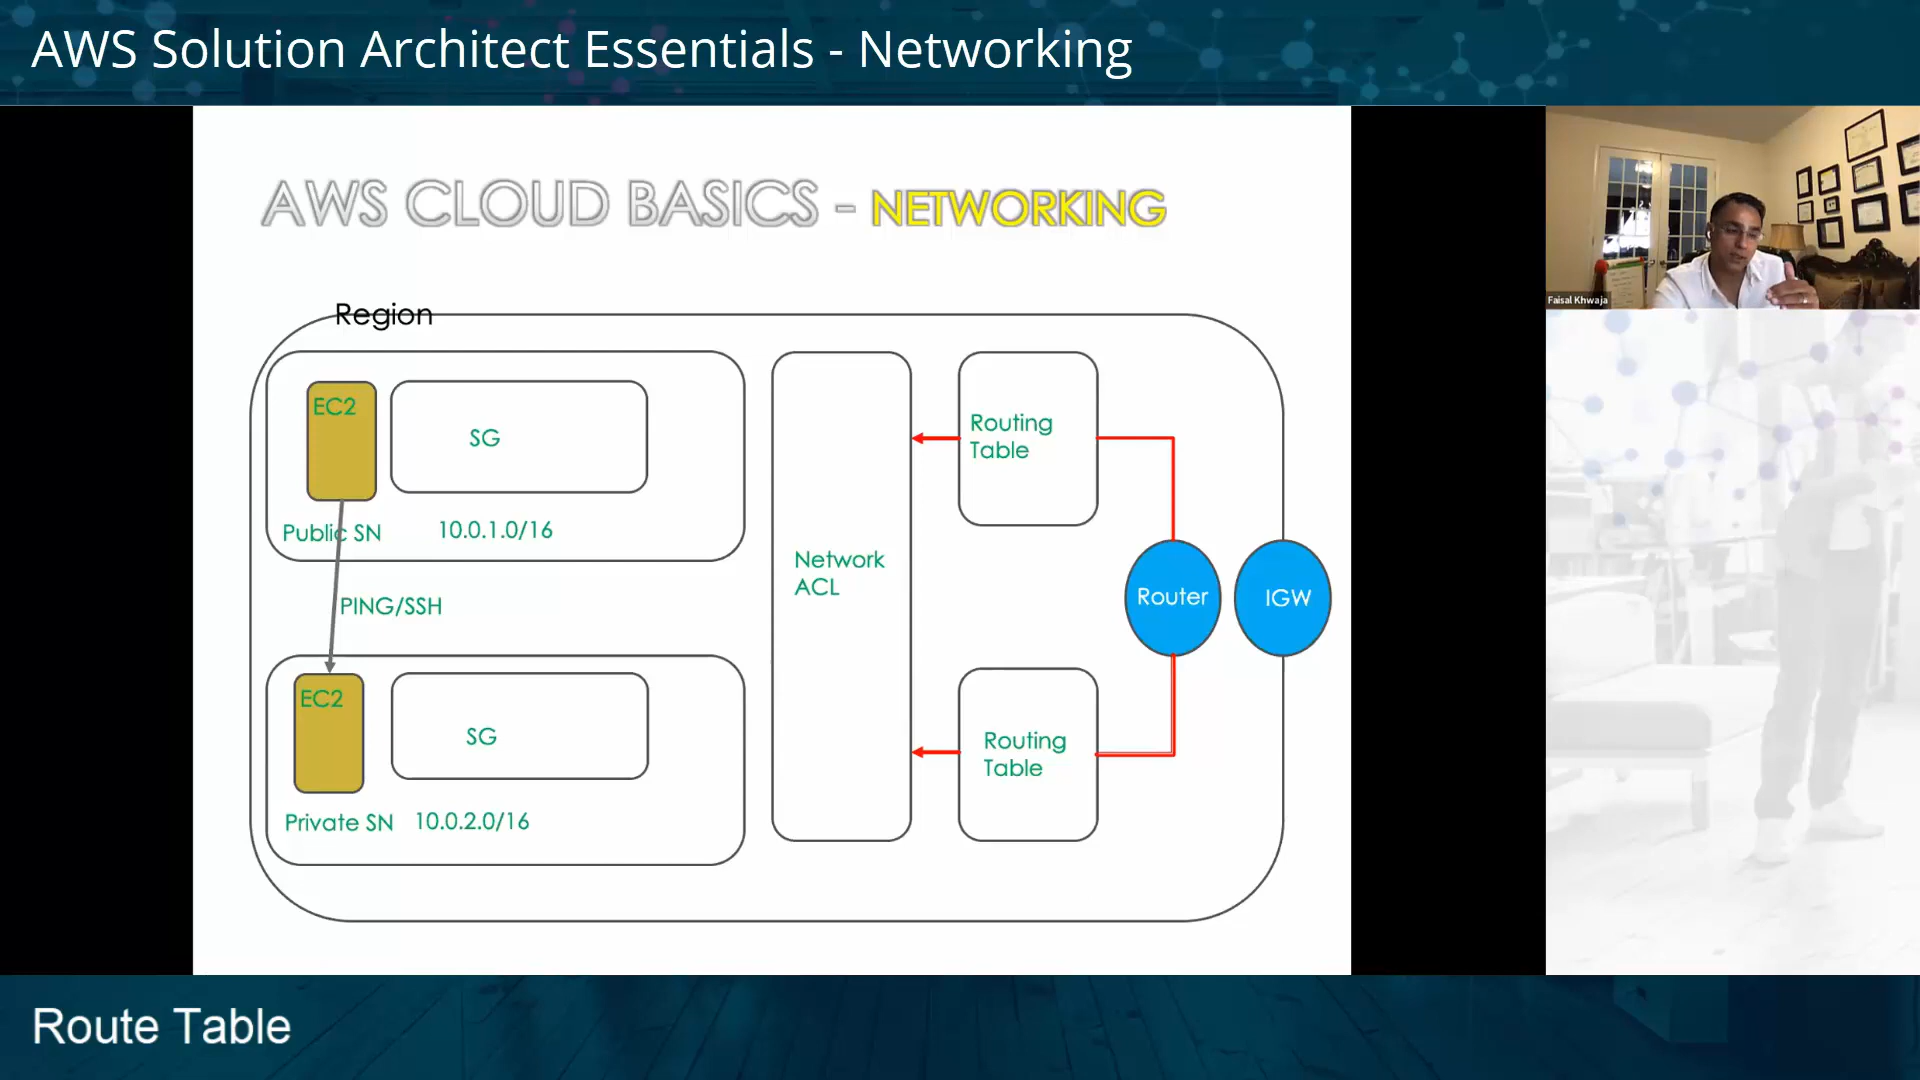 AWS Solution Architect Essentials - Networking
AWS CLOUD BASICS - NETWORKING
Region
EC2
SG
Public SN
10.0.1.0/16
PING/SSH
EC2
SG
Private SN
10.0.2.0/16
Network
ACL
Routing
Table
Routing
Table
Router
IGW
Faisal Khwaja
Route Table